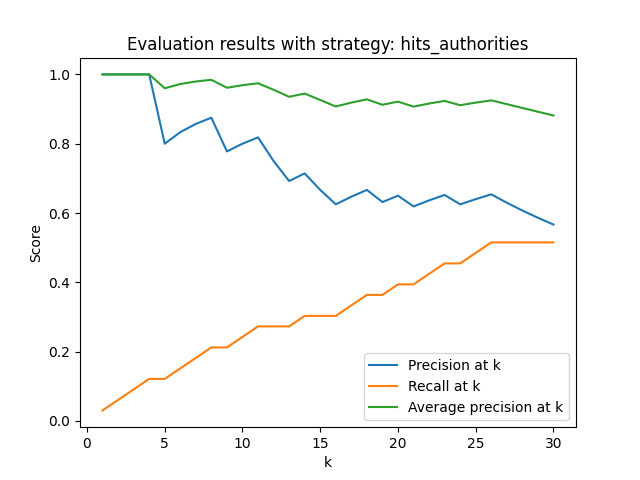 Evaluation results with strategy: hits_authorities
1.0
0.8
0.6
0.4
0.2
0.0
Score
0
5
10
15
20
25
30
k
Precision at k
Recall at k
Average precision at k